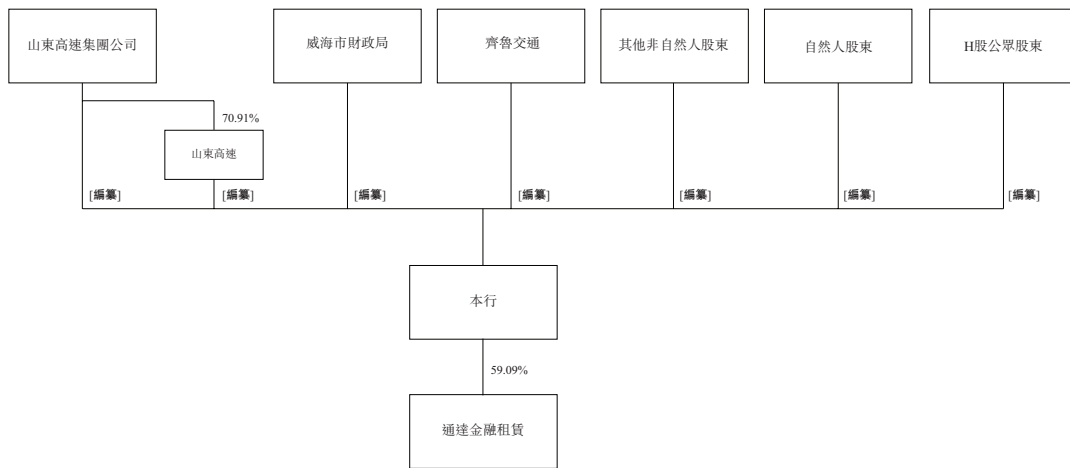 山東高速集團公司
威海市財政局
齊魯交通
其他非自然人股東
自然人股東
H股公眾股東
70.91%
山東高速
[編纂]
[編纂]
[編纂]
[編纂]
[編纂]
[編纂]
[編纂]
本行
59.09%
通達金融租賃